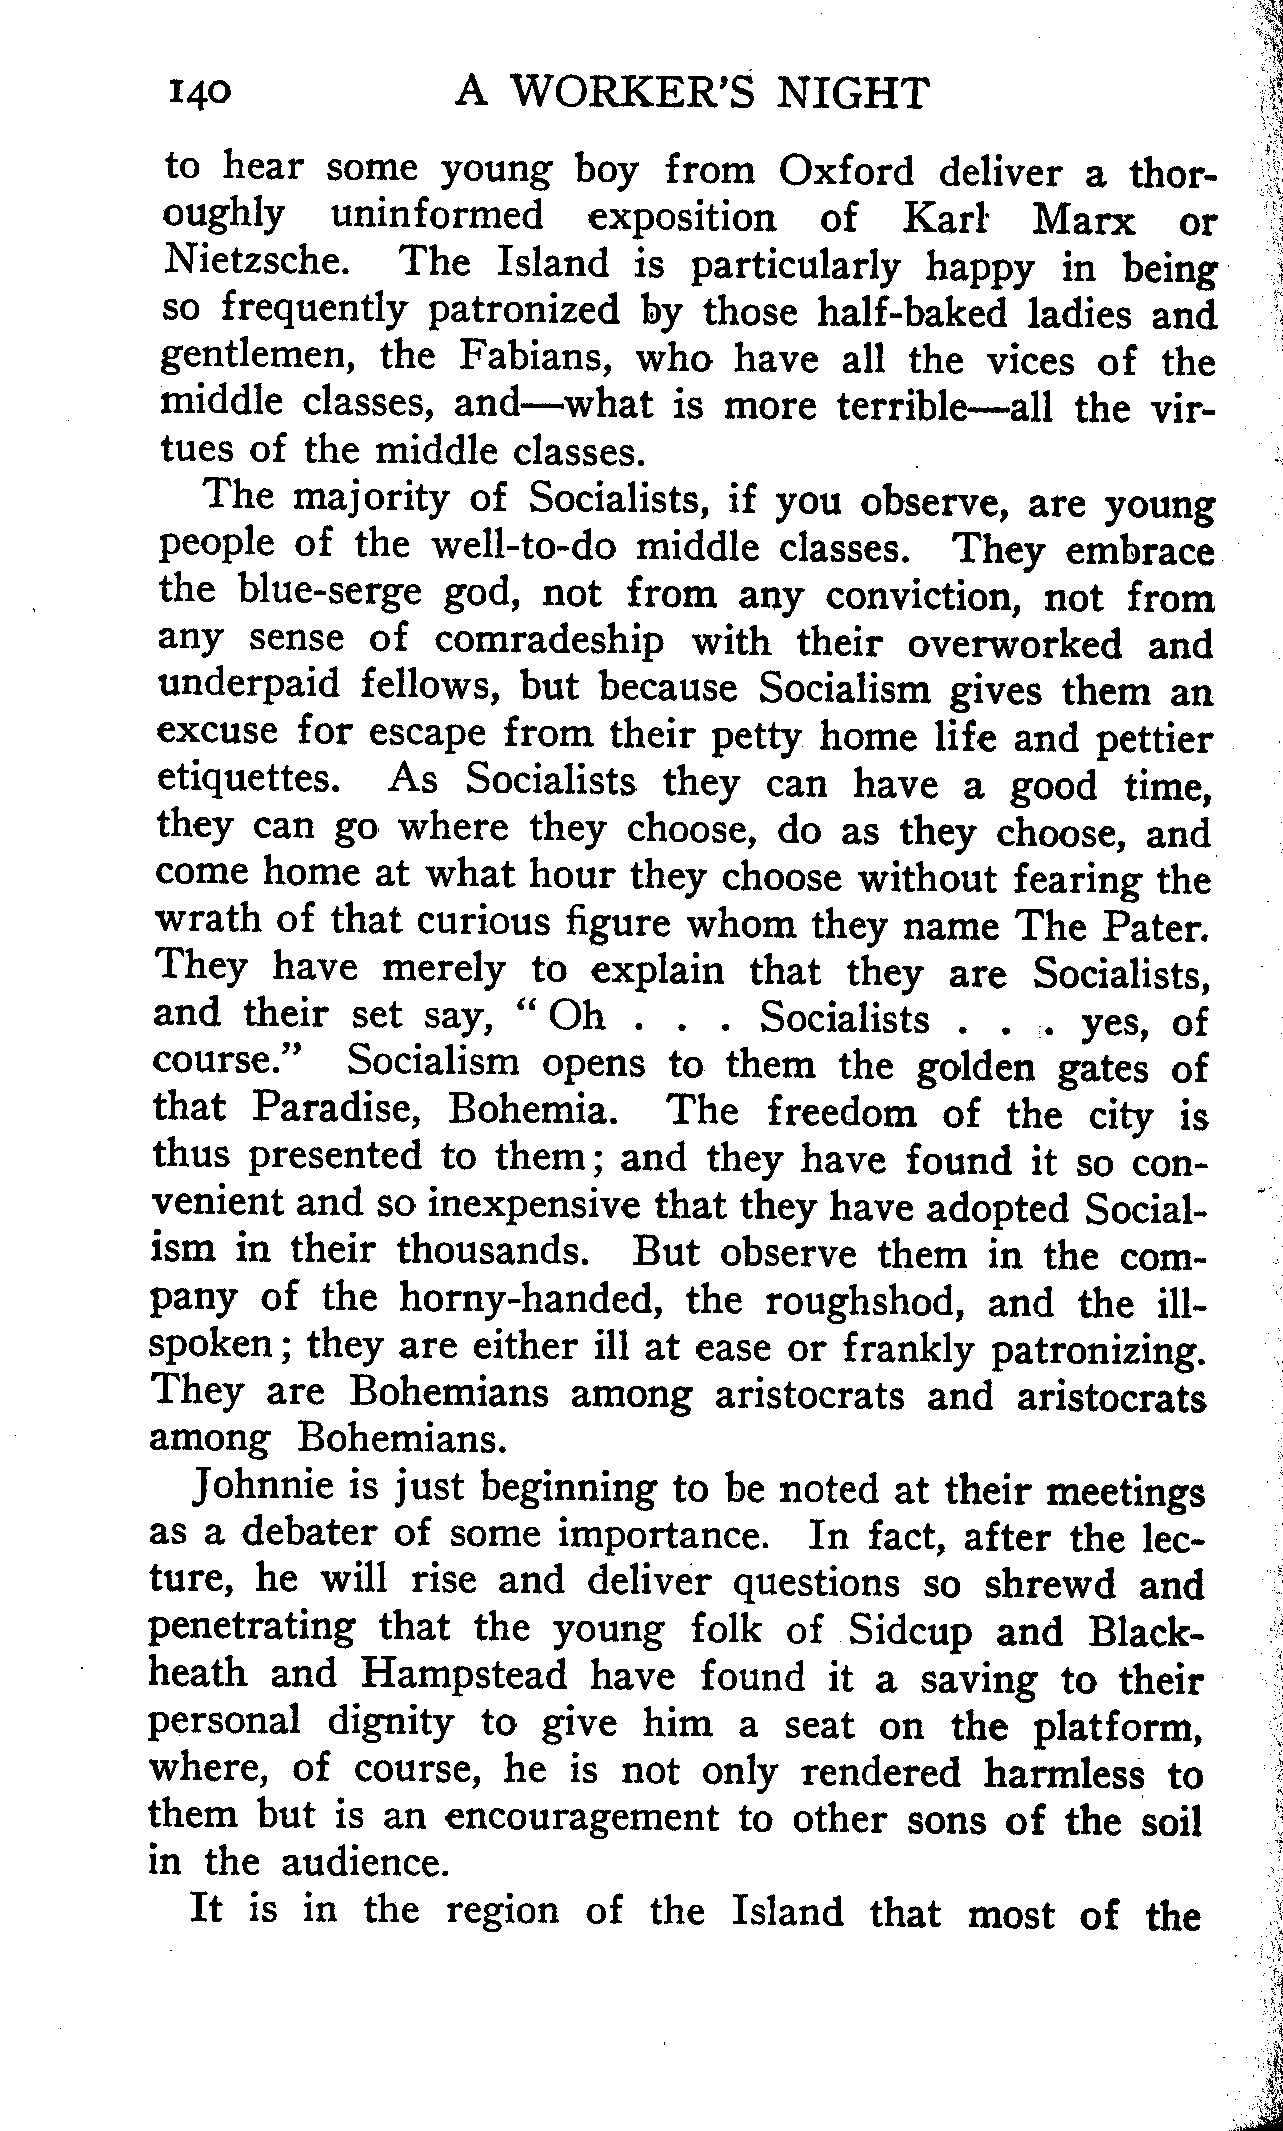 140 A WORKER'S NIGHT
to hear some young boy from Oxford deliver a thor-
oughly uninformed exposition of Karl Marx or
Nietzsche. The Island is particularly happy in being
so frequently patronized by those half-baked ladies and
gentlemen, the Fabians, who have all the vices of the
middle classes, and—what is more terrible—all the vir-
tues of the middle classes.
The majority of Socialists, if you observe, are young
people of the well-to-do middle classes. They embrace
the blue-serge god, not from any conviction, not from
any sense of comradeship with their overworked and
underpaid fellows, but because Socialism gives them an
excuse for escape from their petty home life and pettier
etiquettes. As Socialists they can have a good time,
they can go where they choose, do as they choose, and
come home at what hour they choose without fearing the
wrath of that curious figure whom they name The Pater.
They have merely to explain that they are Socialists,
and their set say, “Oh . . . Socialists . . . yes, of
course.” Socialism opens to them the golden gates of
that Paradise, Bohemia. The freedom of the city is
thus presented to them; and they have found it so con-
venient and so inexpensive that they have adopted Social-
ism in their thousands. But observe them in the com-
pany of the horny-handed, the roughshod, and the ill-
spoken; they are either ill at ease or frankly patronizing.
They are Bohemians among aristocrats and aristocrats
among Bohemians.
Johnnie is just beginning to be noted at their meetings
as a debater of some importance. In fact, after the lec-
ture, he will rise and deliver questions so shrewd and
penetrating that the young folk of Sidcup and Black-
heath and Hampstead have found it a saving to their
personal dignity to give him a seat on the platform,
where, of course, he is not only rendered harmless to
them but is an encouragement to other sons of the soil
in the audience.
It is in the region of the Island that most of the